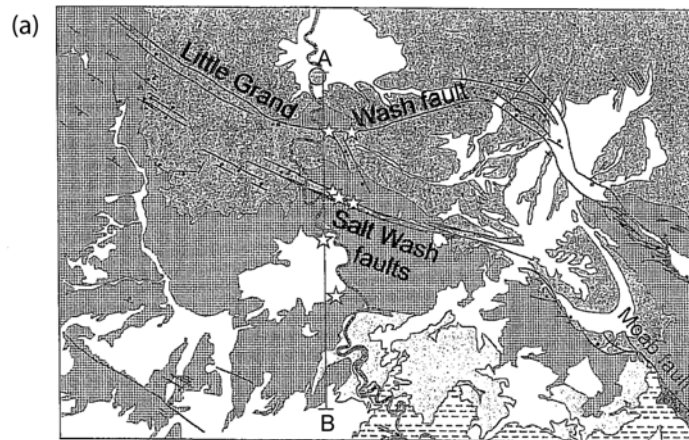 (a)
A
Little Grand
Wash fault
Salt Wash
faults
Moab fault
B